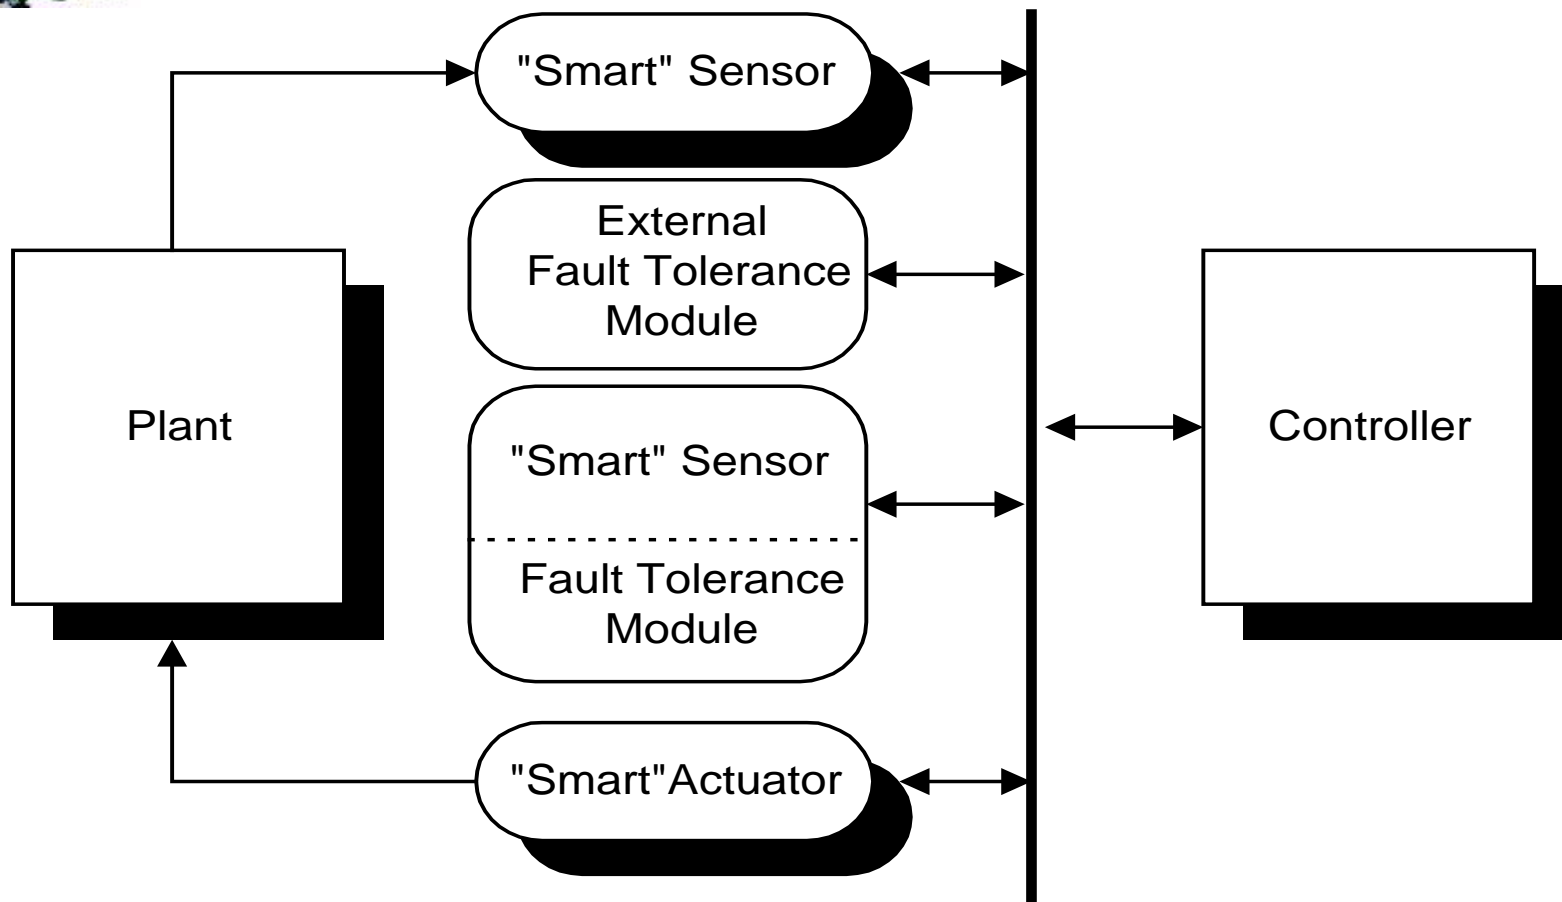 "Smart" Sensor
External
Fault Tolerance
Module
Plant
Controller
"Smart" Sensor
Fault Tolerance
Module
"Smart"Actuator